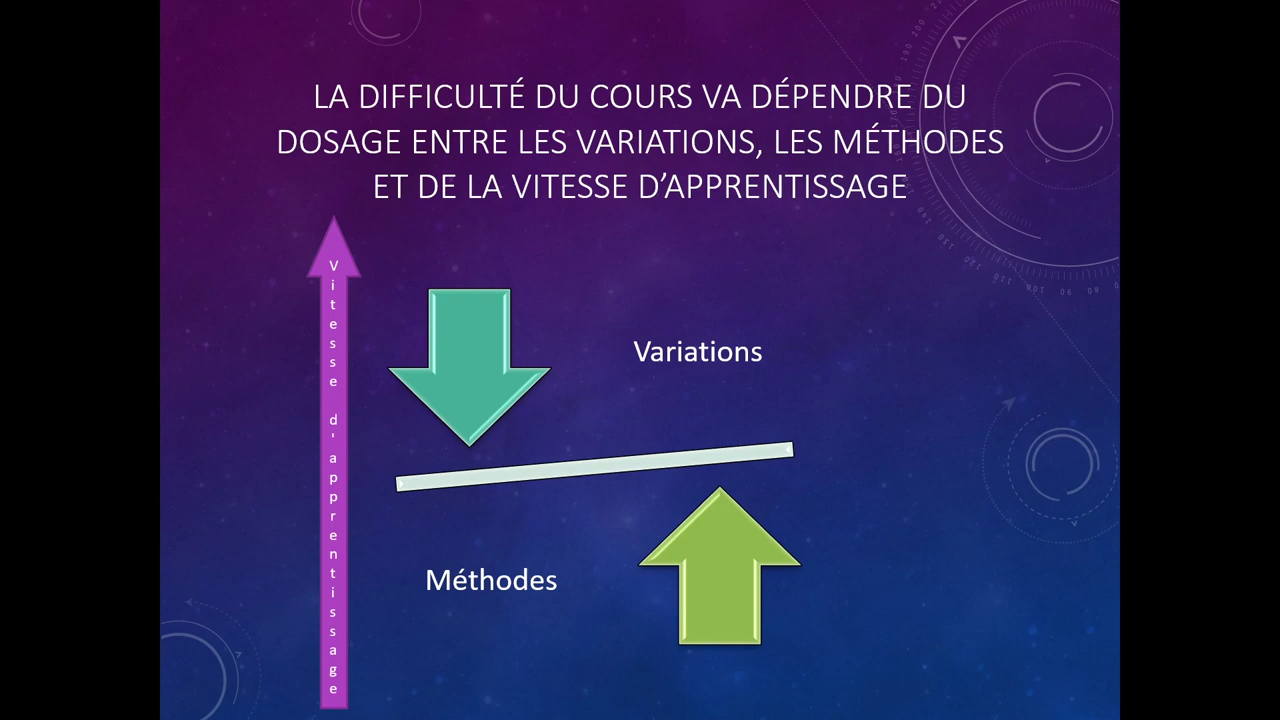 LA DIFFICULTÉ DU COURS VA DÉPENDRE DU
DOSAGE ENTRE LES VARIATIONS, LES MÉTHODES
ET DE LA VITESSE D’APPRENTISSAGE
Vitesse d'apprentissage
Variations
Méthodes